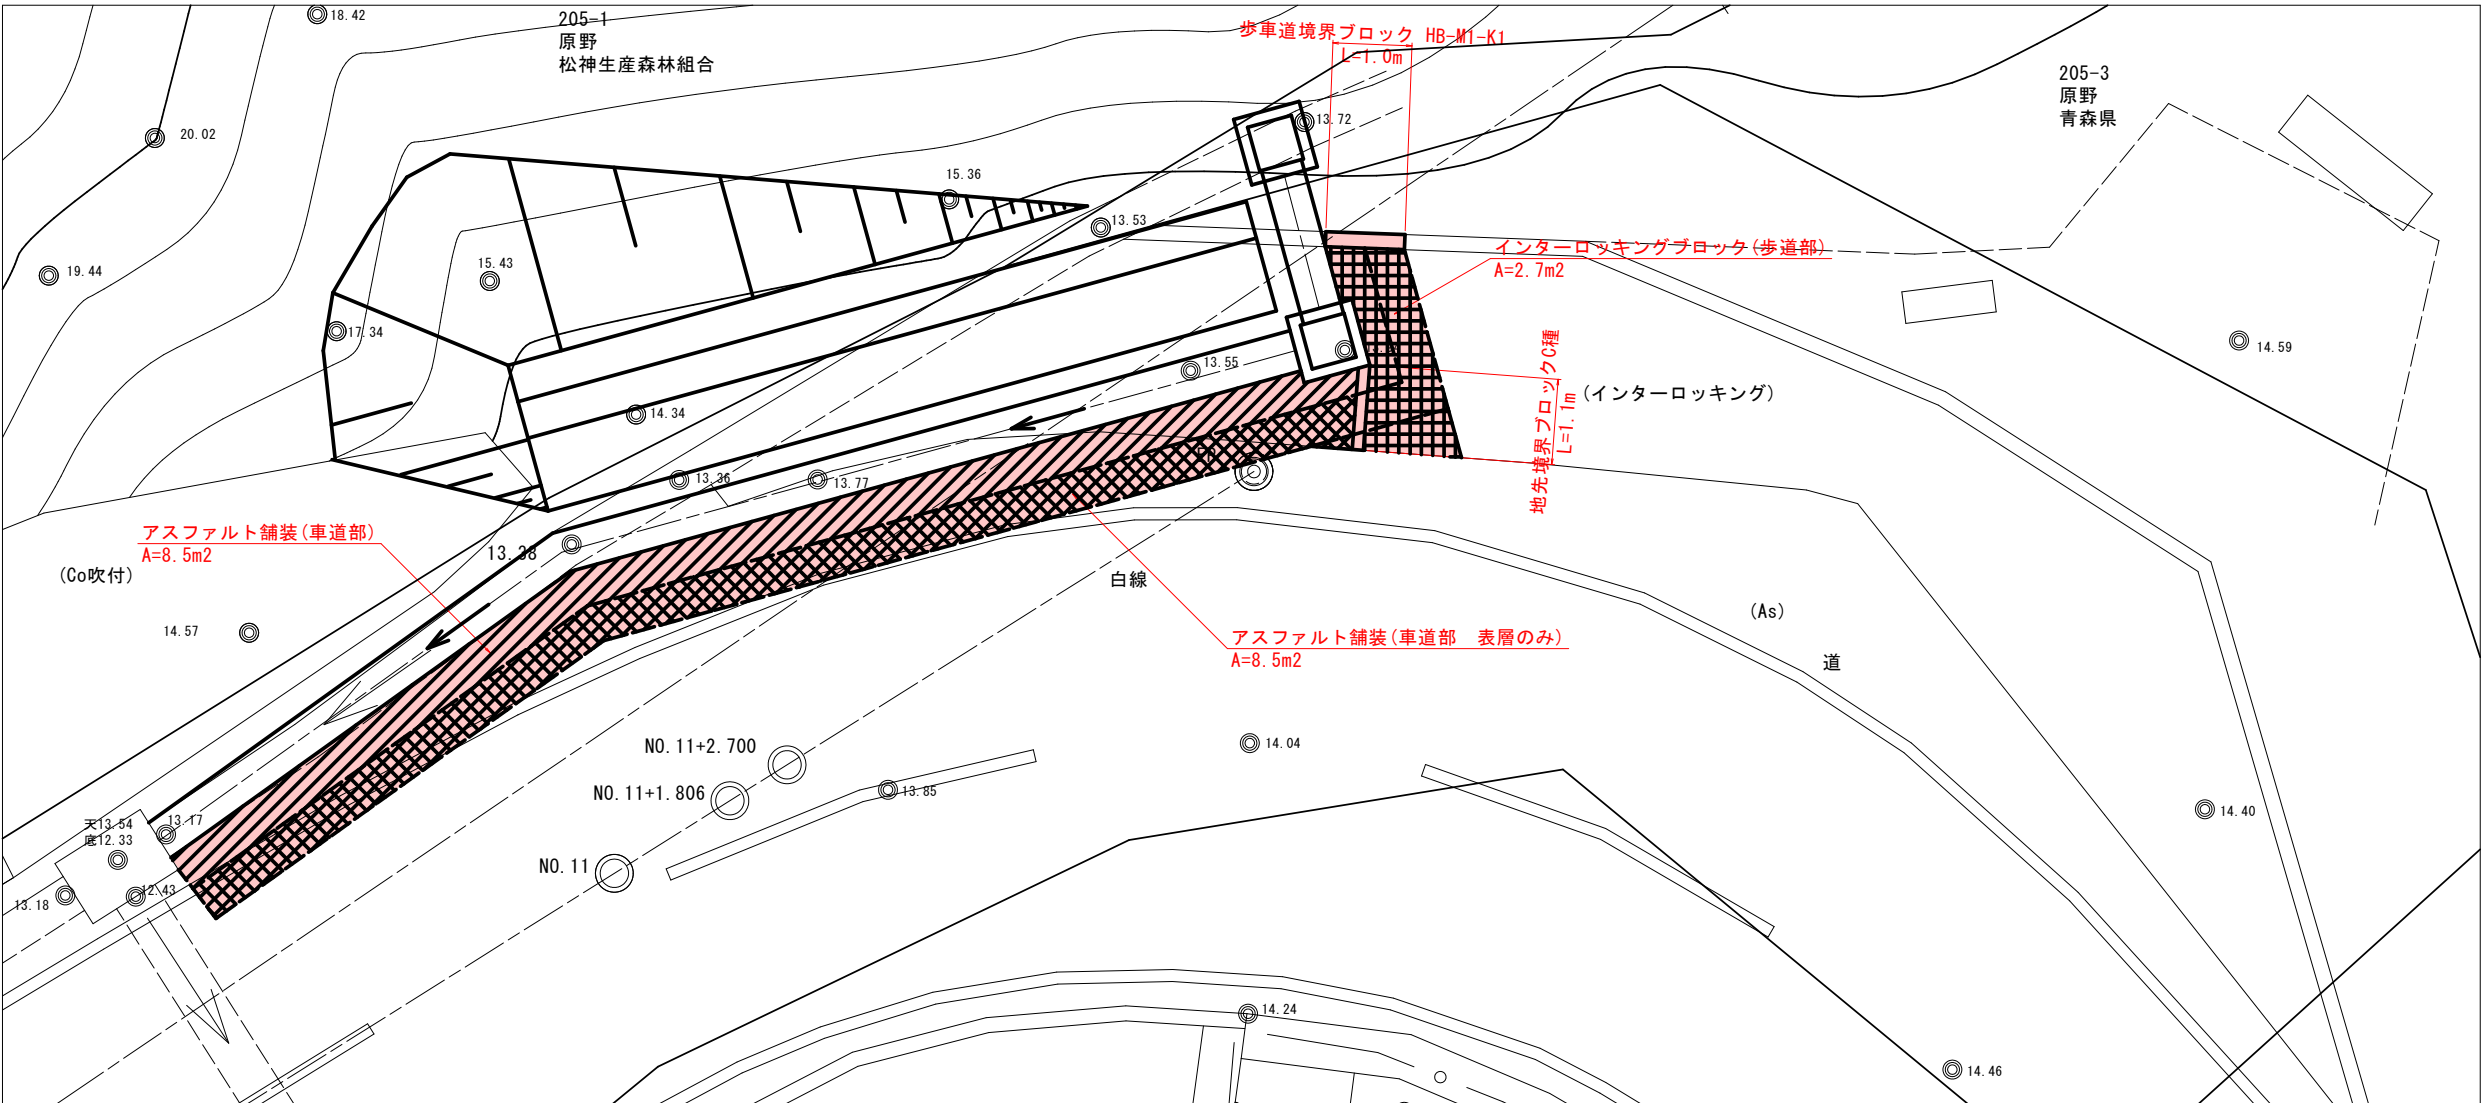 18.42
205-1
原野
松神生産森林組合
歩車道境界ブロック HB-M1-K1
L=1.0m
205-3
原野
青森県
20.02
13.72
15.36
13.53
インターロッキングブロック(歩道部)
A=2.7m2
19.44
15.43
17.34
14.59
13.55
地先境界ブロックC種
L=1.1m
(インターロッキング)
14.34
13.36
13.77
アスファルト舗装(車道部)
A=8.5m2
13.38
(Co吹付)
白線
14.57
(As)
アスファルト舗装(車道部 表層のみ)
A=8.5m2
道
NO.11+2.700
14.04
NO.11+1.806
13.85
14.40
天13.54
底12.33
13.17
NO.11
12.43
13.18
14.24
14.46